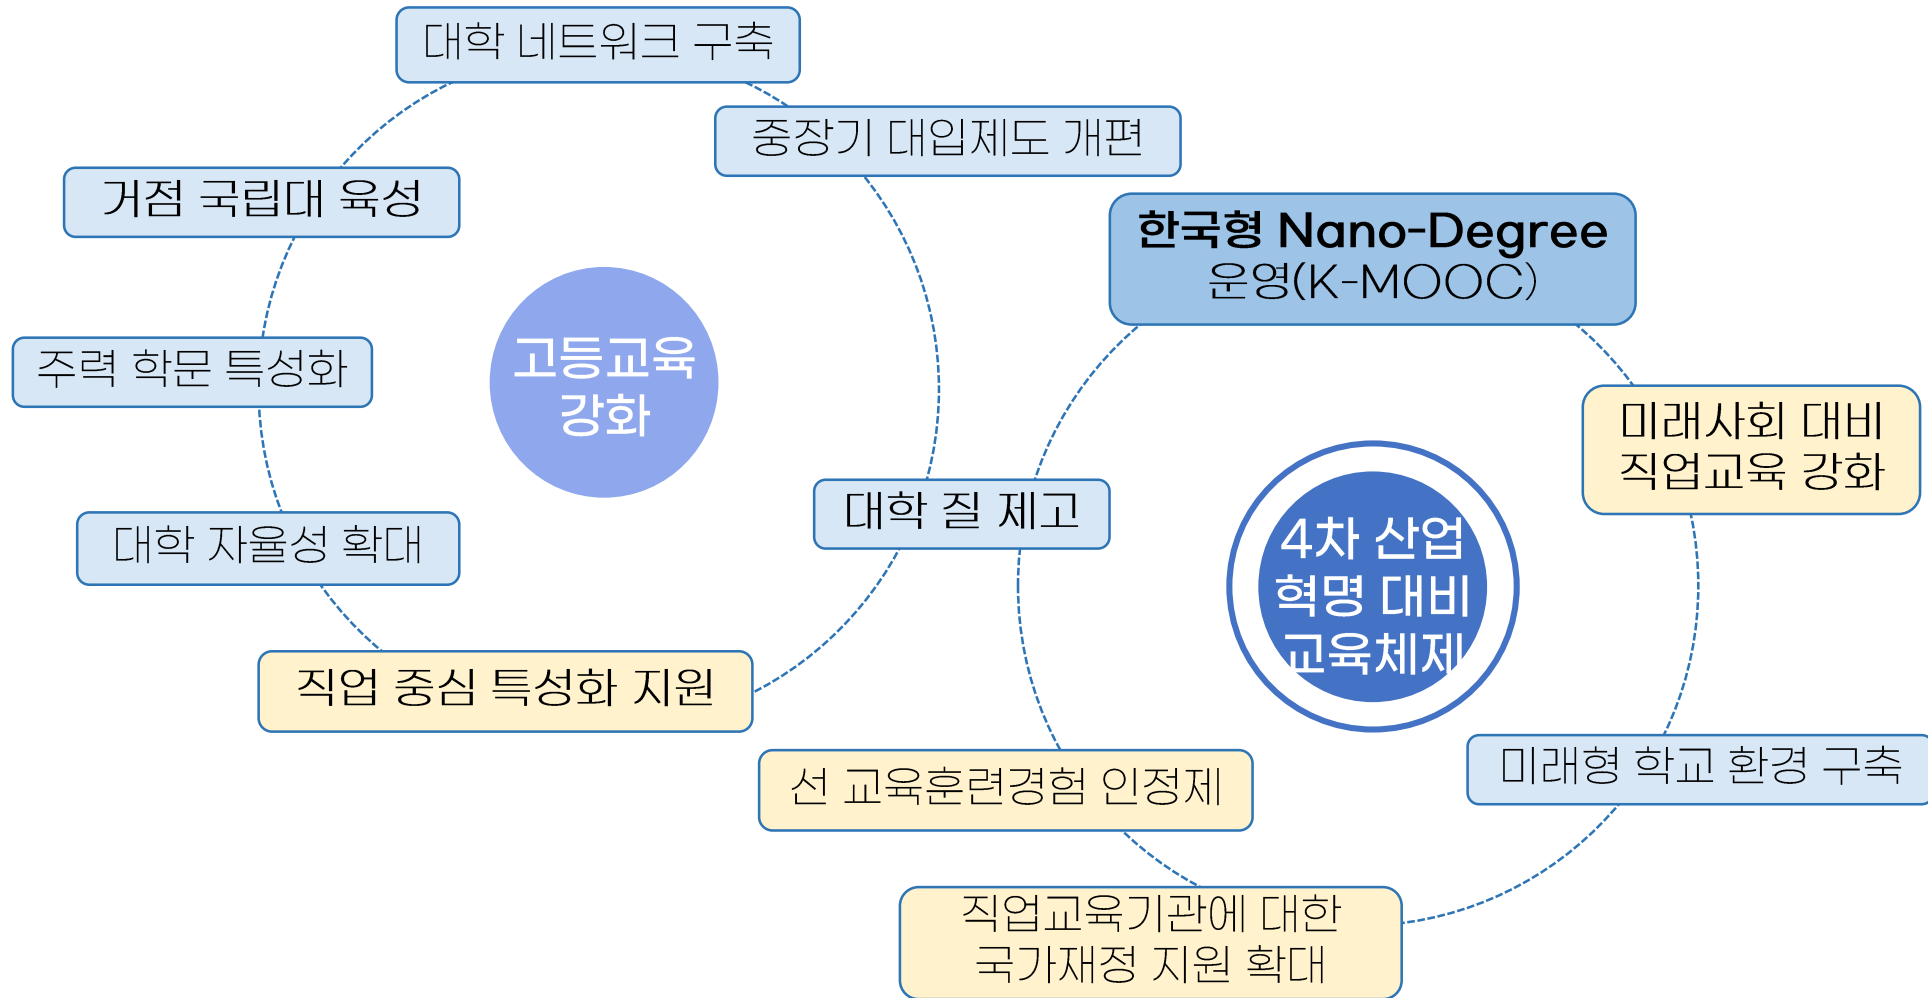 대학 네트워크 구축
중장기 대입제도 개편
거점 국립대 육성
한국형 Nano-Degree
운영(K-MOOC)
고등교육
강화
주력 학문 특성화
미래사회 대비
직업교육 강화
대학 질 제고
대학 자율성 확대
4차 산업
혁명 대비
교육체제
직업 중심 특성화 지원
선 교육훈련경험 인정제
미래형 학교 환경 구축
직업교육기관에 대한
국가재정 지원 확대